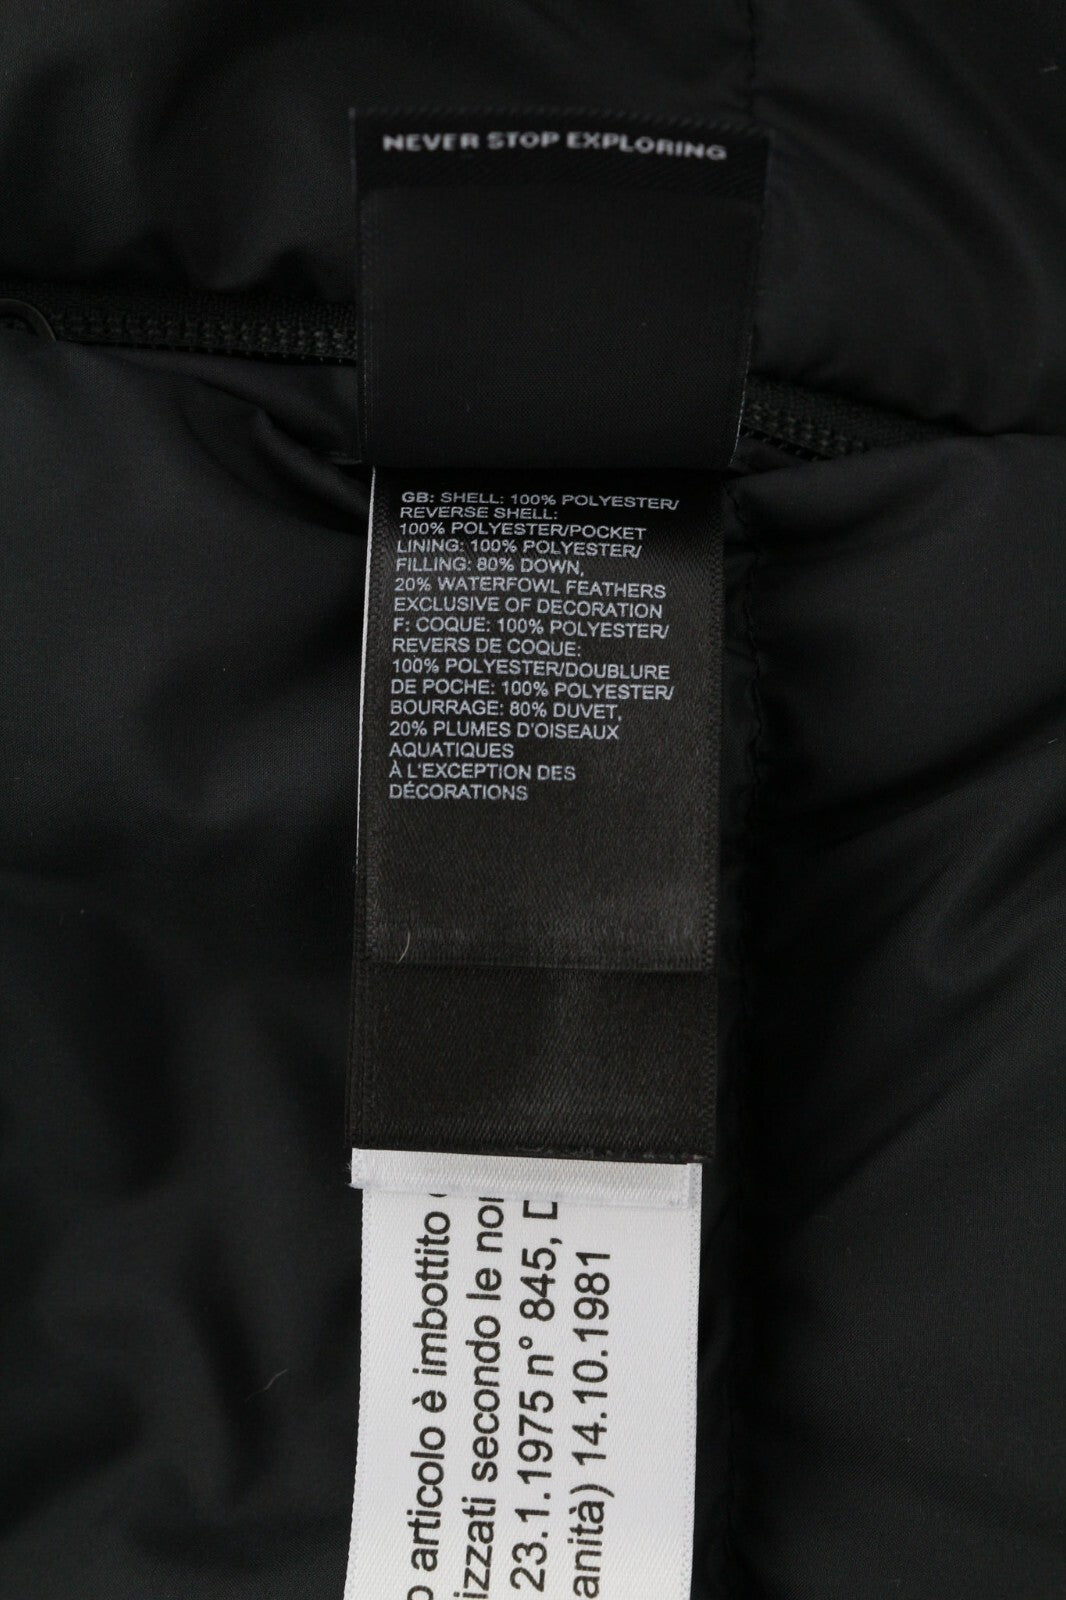 NEVER STOP EXPLORING
GB: SHELL: 100% POLYESTER/
REVERSE SHELL:
100% POLYESTER/POCKET
LINING: 100% POLYESTER/
FILLING: 80% DOWN,
20% WATERFOWL FEATHERS
EXCLUSIVE OF DECORATION
F: COQUE: 100% POLYESTER/
REVERS DE COQUE:
100% POLYESTER/DOUBLURE
DE POCHE: 100% POLYESTER/
BOURRAGE: 80% DUVET,
20% PLUMES D'OISEAUX
AQUATIQUES
À L'EXCEPTION DES
DÉCORATIONS
o articolo è imbottito
izzati secondo le nor
23.1.1975 n° 845, D
anità) 14.10.1981